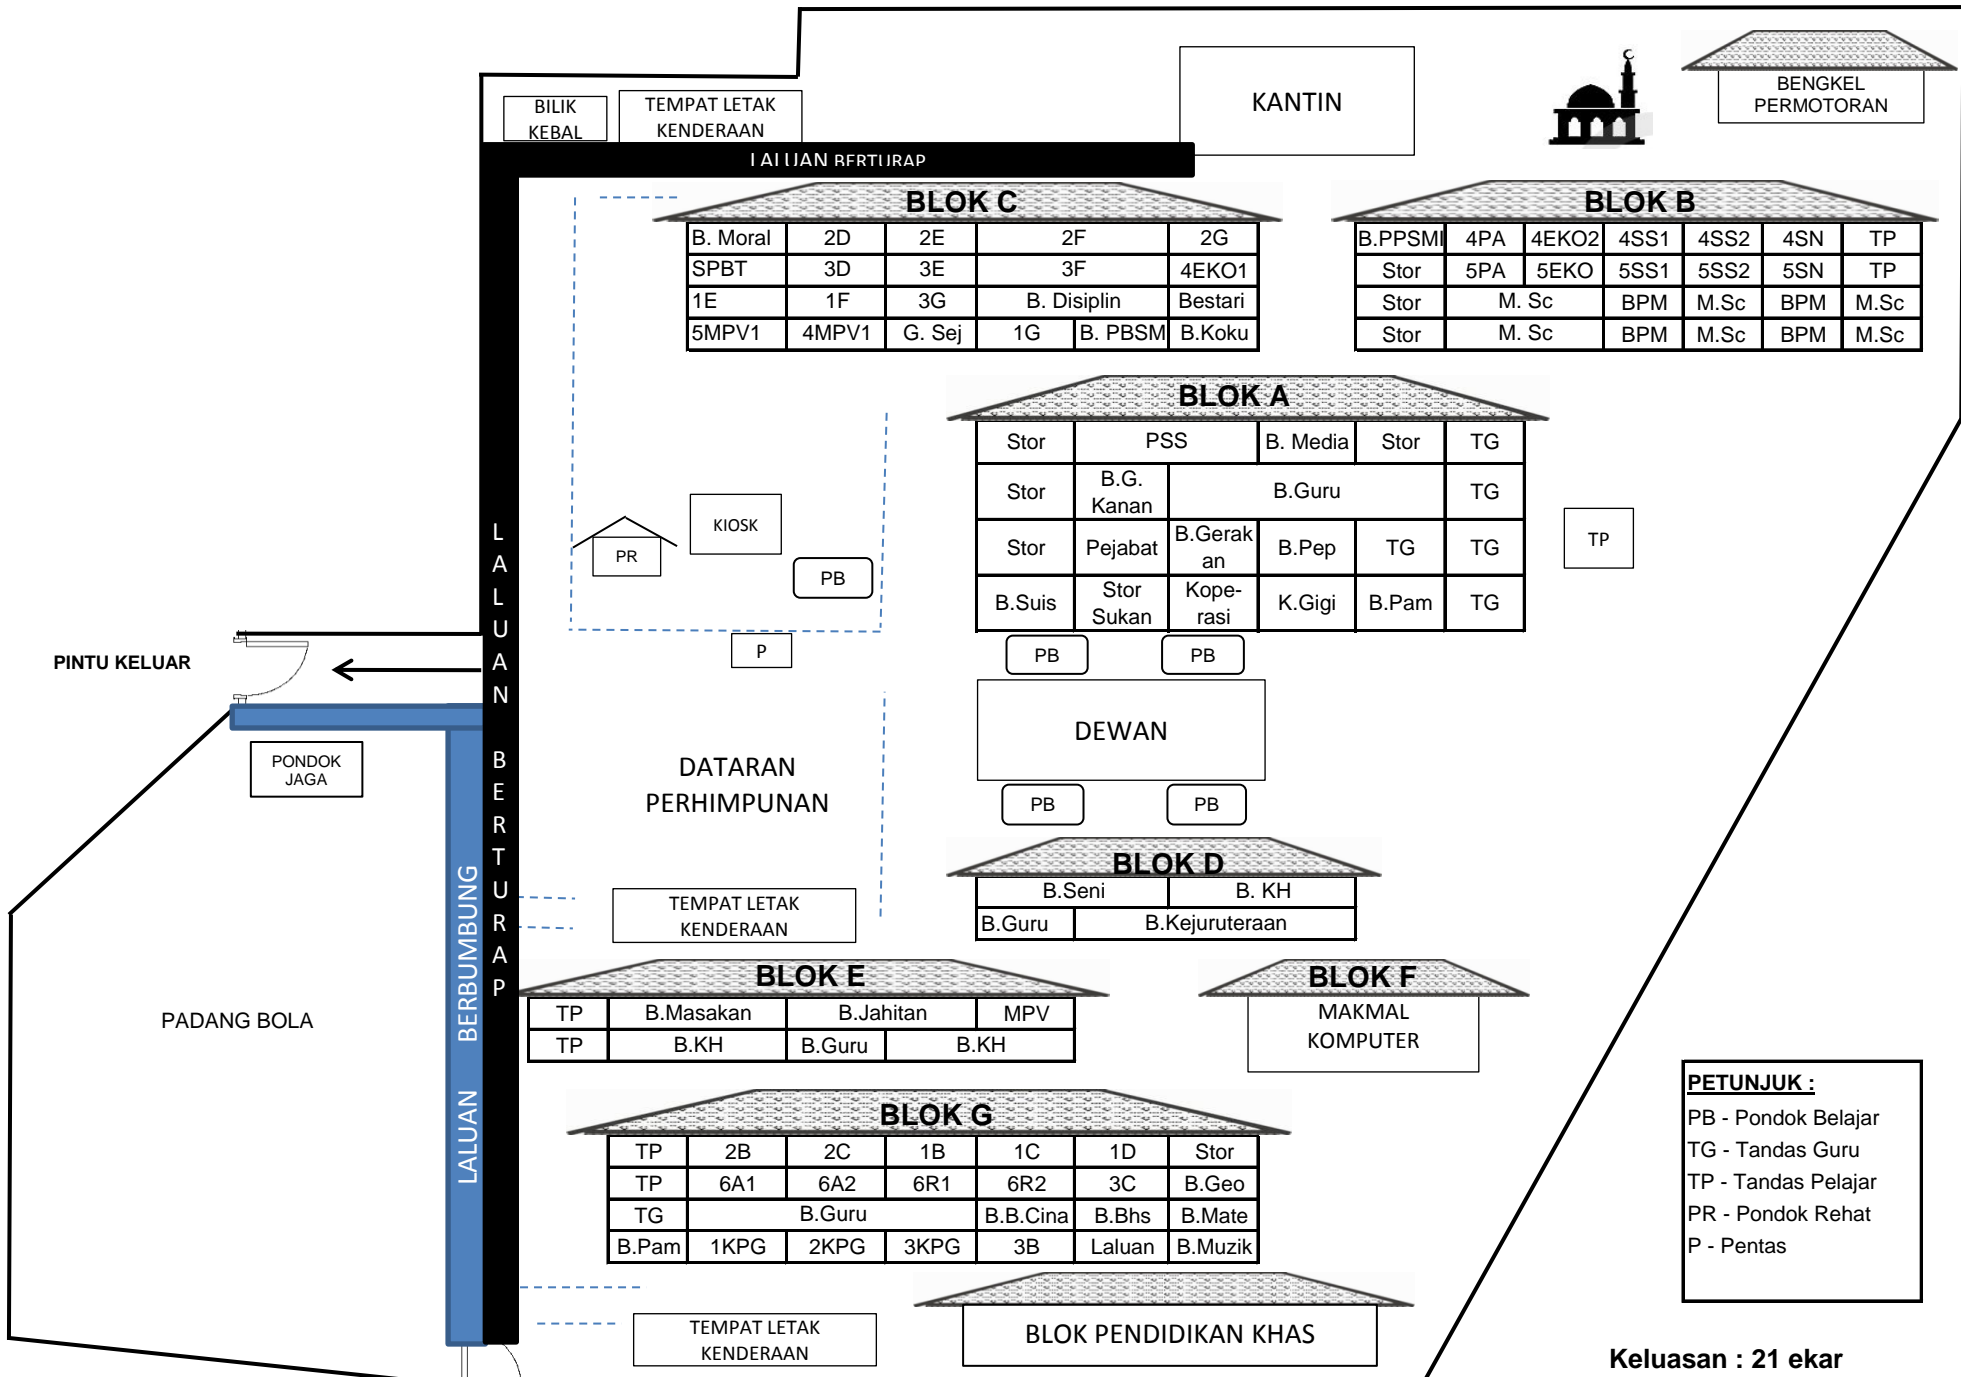 BENGKEL
PERMOTORAN
KANTIN
BILIK
KEBAL
TEMPAT LETAK
KENDERAAN
LALUAN BERTURAP
BLOK C
B. Moral 2D 2E 2F 2G
SPBT 3D 3E 3F 4EKO1
1E 1F 3G B. Disiplin Bestari
5MPV1 4MPV1 G. Sej 1G B. PBSM B.Koku
BLOK B
B.PPSMI 4PA 4EKO2 4SS1 4SS2 4SN TP
Stor 5PA 5EKO 5SS1 5SS2 5SN TP
Stor M. Sc BPM M.Sc BPM M.Sc
Stor M. Sc BPM M.Sc BPM M.Sc
BLOK A
Stor PSS B. Media Stor TG
Stor B.G. Kanan B.Guru TG
Stor Pejabat B.Gerak an B.Pep TG TG
B.Suis Stor Sukan Kope- rasi K.Gigi B.Pam TG
TP
KIOSK
PR
PB
P
PB PB
DEWAN
PB PB
LALUAN BERTURAP
PINTU KELUAR
PONDOK
JAGA
DATARAN
PERHIMPUNAN
BLOK D
B.Seni B. KH
B.Guru B.Kejuruteraan
TEMPAT LETAK
KENDERAAN
LALUAN BERBUMBUNG
PADANG BOLA
BLOK E
TP B.Masakan B.Jahitan MPV
TP B.KH B.Guru B.KH
BLOK F
MAKMAL
KOMPUTER
BLOK G
TP 2B 2C 1B 1C 1D Stor
TP 6A1 6A2 6R1 6R2 3C B.Geo
TG B.Guru B.B.Cina B.Bhs B.Mate
B.Pam 1KPG 2KPG 3KPG 3B Laluan B.Muzik
TEMPAT LETAK
KENDERAAN
BLOK PENDIDIKAN KHAS
PETUNJUK :
PB - Pondok Belajar
TG - Tandas Guru
TP - Tandas Pelajar
PR - Pondok Rehat
P - Pentas
Keluasan : 21 ekar